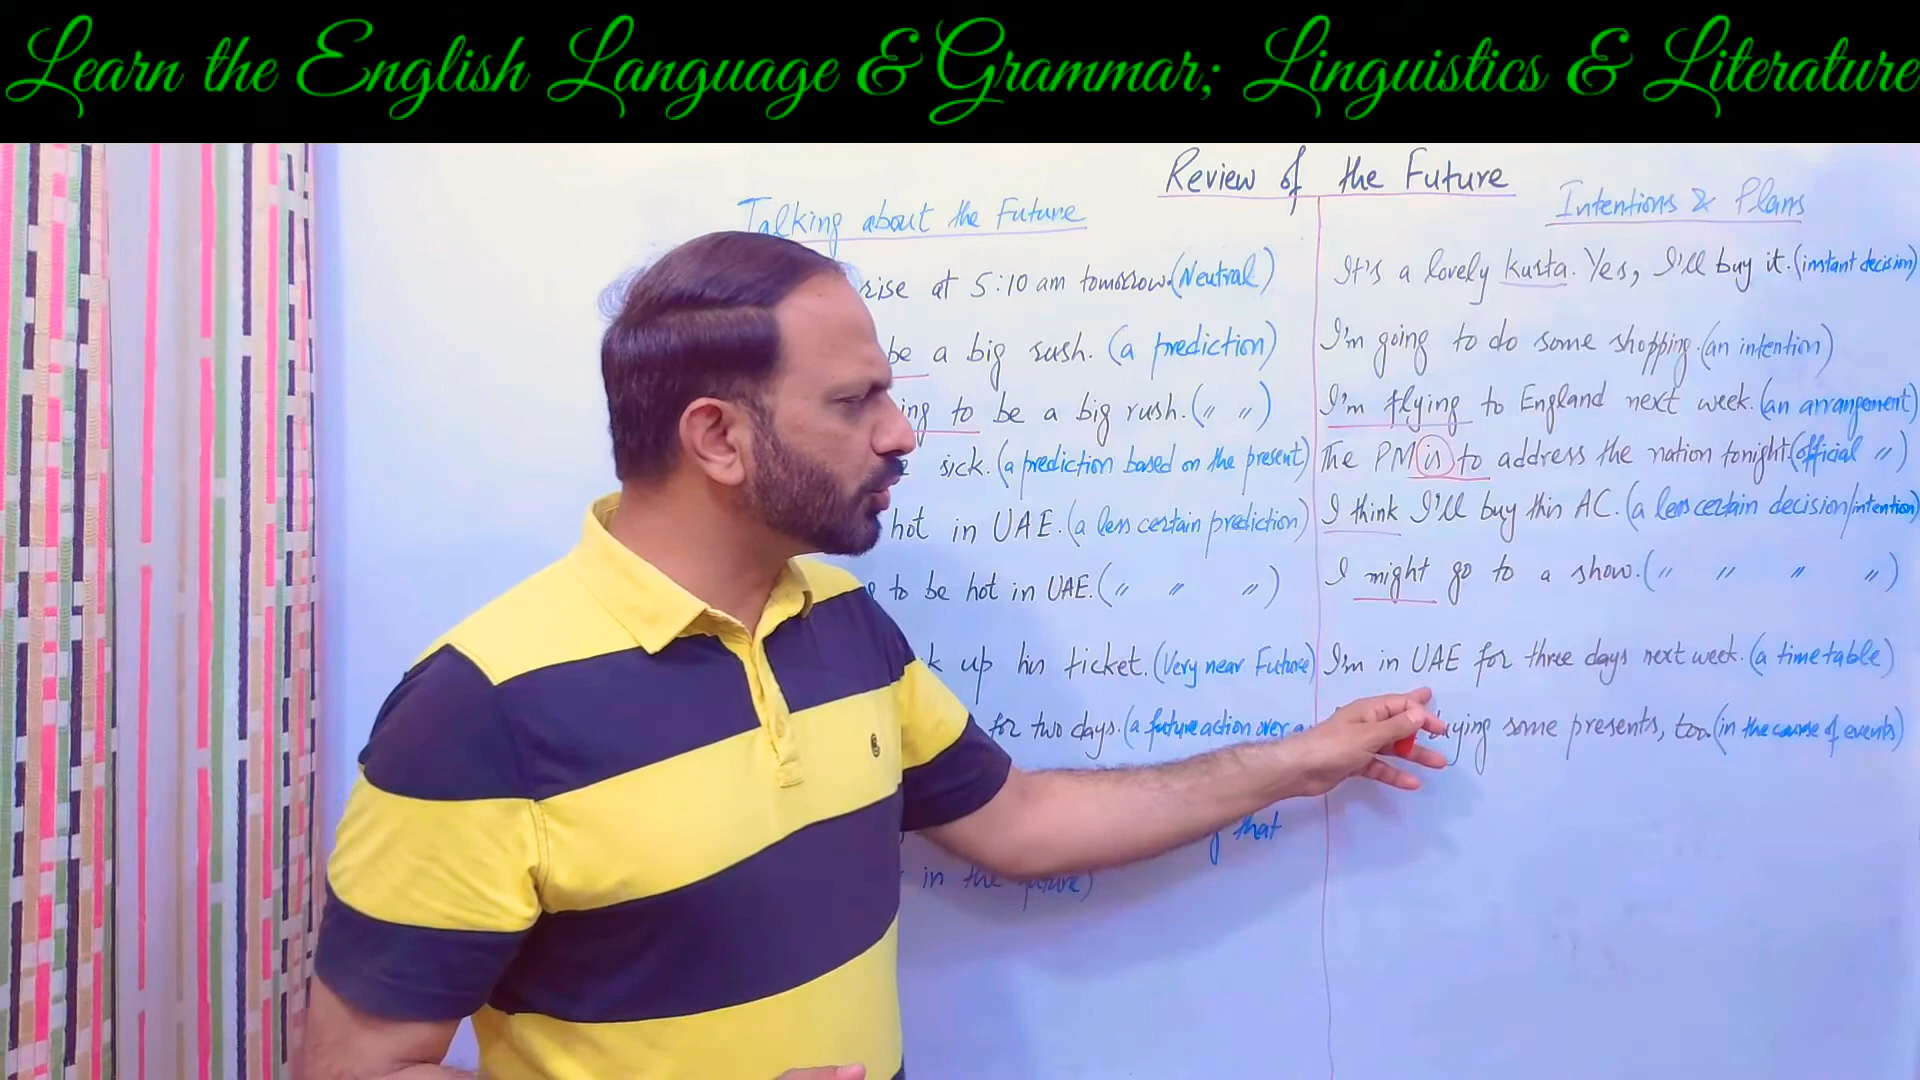 Learn the English Language & Grammar; Linguistics & Literature
Review of the Future
Talking about the Future
rise at 5:10 am tomorrow. (Neutral)
be a big rush. (a prediction)
ing to be a big rush. (〃 〃)
sick. (a prediction based on the present)
hot in UAE. (a less certain prediction)
to be hot in UAE. (〃 〃 〃)
k up his ticket. (Very near Future)
for two days. (a future action over a
that
in the future)
Intentions & Plans
It's a lovely kurta. Yes, I'll buy it. (instant decision)
I'm going to do some shopping. (an intention)
I'm flying to England next week. (an arrangement)
The PM is to address the nation tonight (official 〃)
I think I'll buy this AC. (a less certain decision/intention)
I might go to a show. (〃 〃 〃 〃)
I'm in UAE for three days next week. (a timetable)
buying some presents, too. (in the course of events)